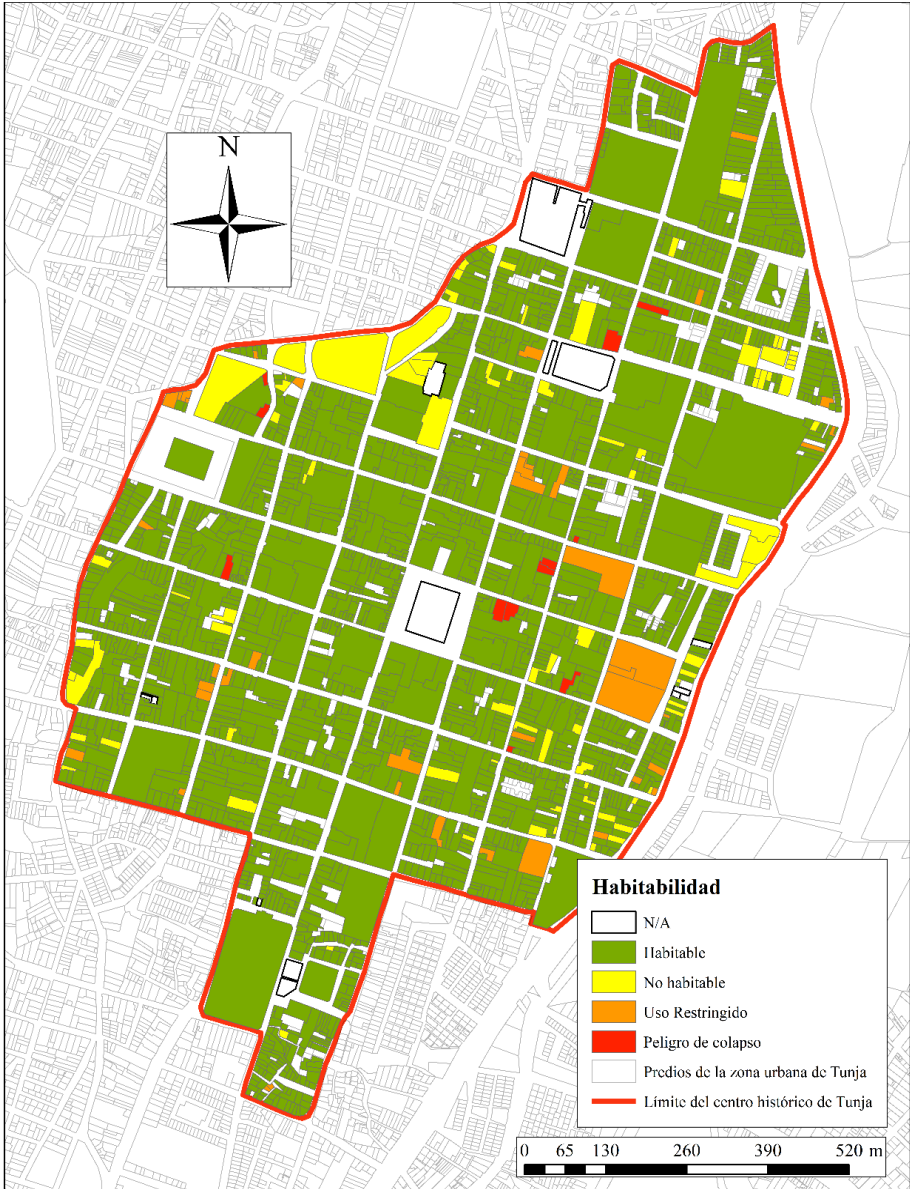 N
Habitabilidad
N/A
Habitable
No habitable
Uso Restringido
Peligro de colapso
Predios de la zona urbana de Tunja
Límite del centro histórico de Tunja
0 65 130 260 390 520 m